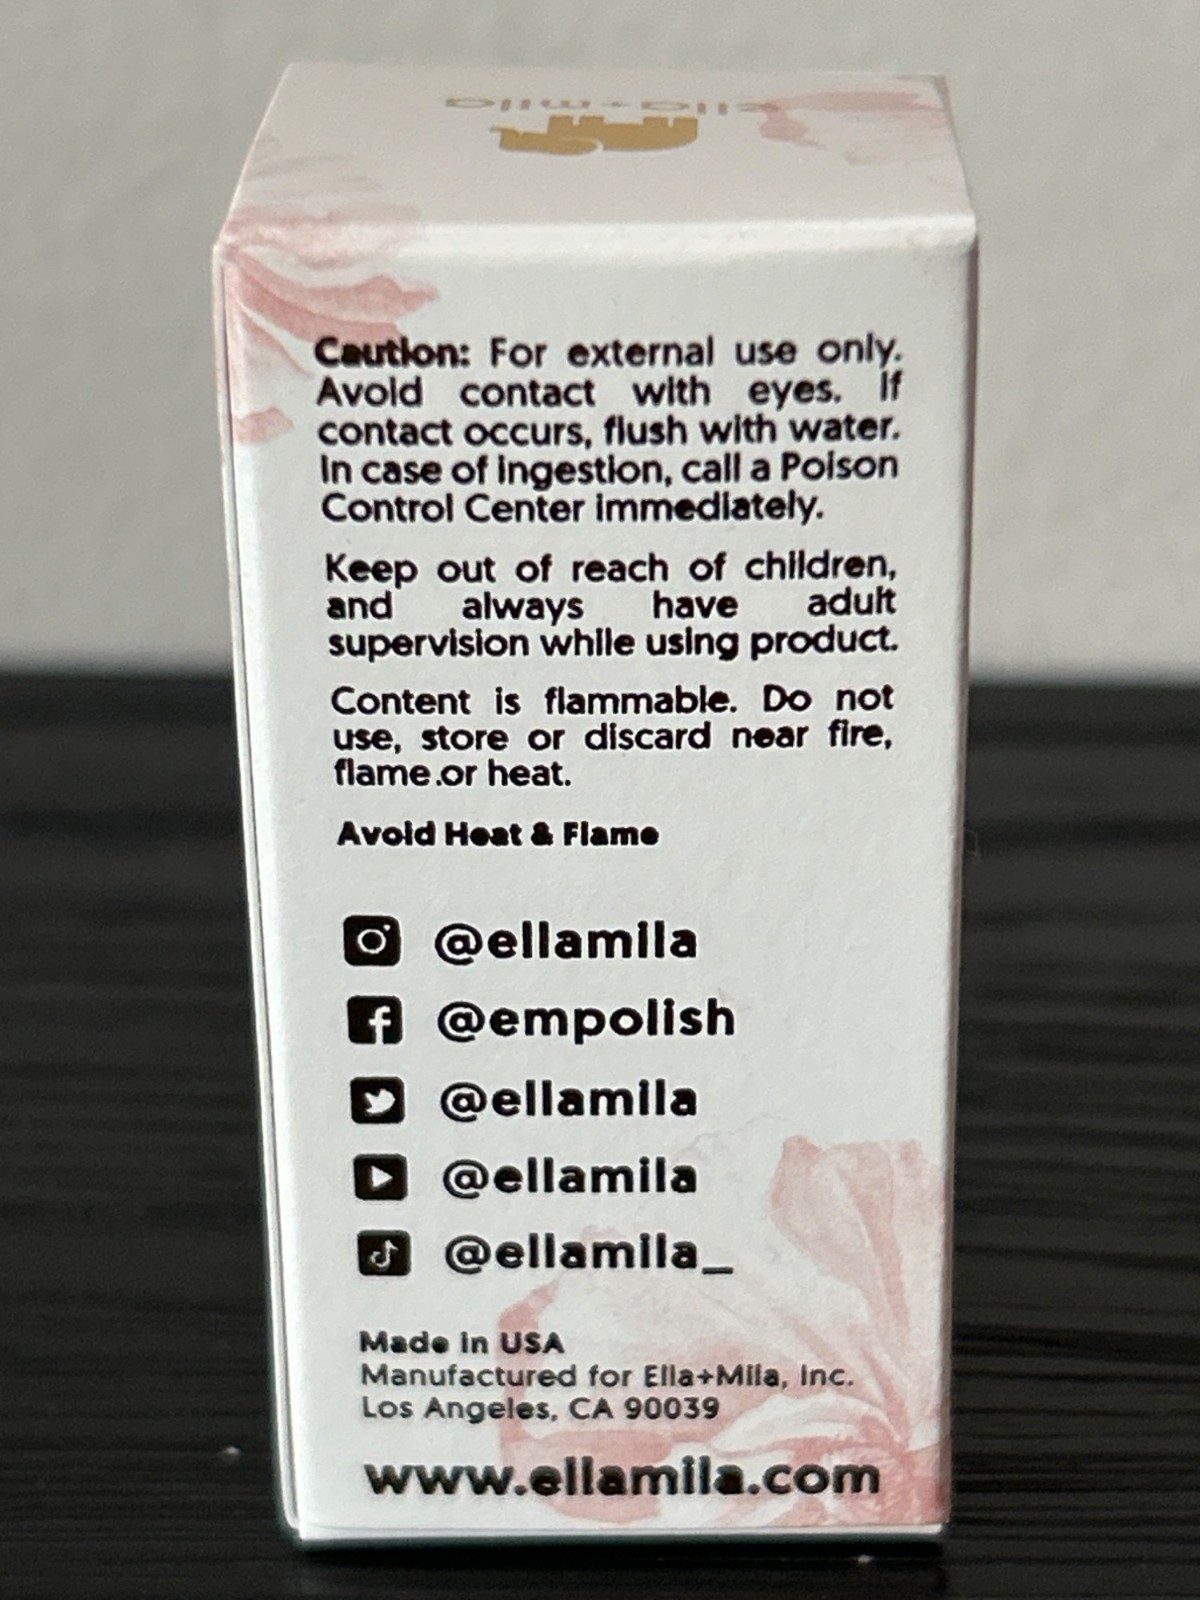 ella+mila
Caution: For external use only.
Avoid contact with eyes. If
contact occurs, flush with water.
In case of ingestion, call a Poison
Control Center immediately.
Keep out of reach of children,
and always have adult
supervision while using product.
Content is flammable. Do not
use, store or discard near fire,
flame.or heat.
Avoid Heat & Flame
@ellamila
@empolish
@ellamila
@ellamila
@ellamila_
Made in USA
Manufactured for Ella+Mila, Inc.
Los Angeles, CA 90039
www.ellamila.com